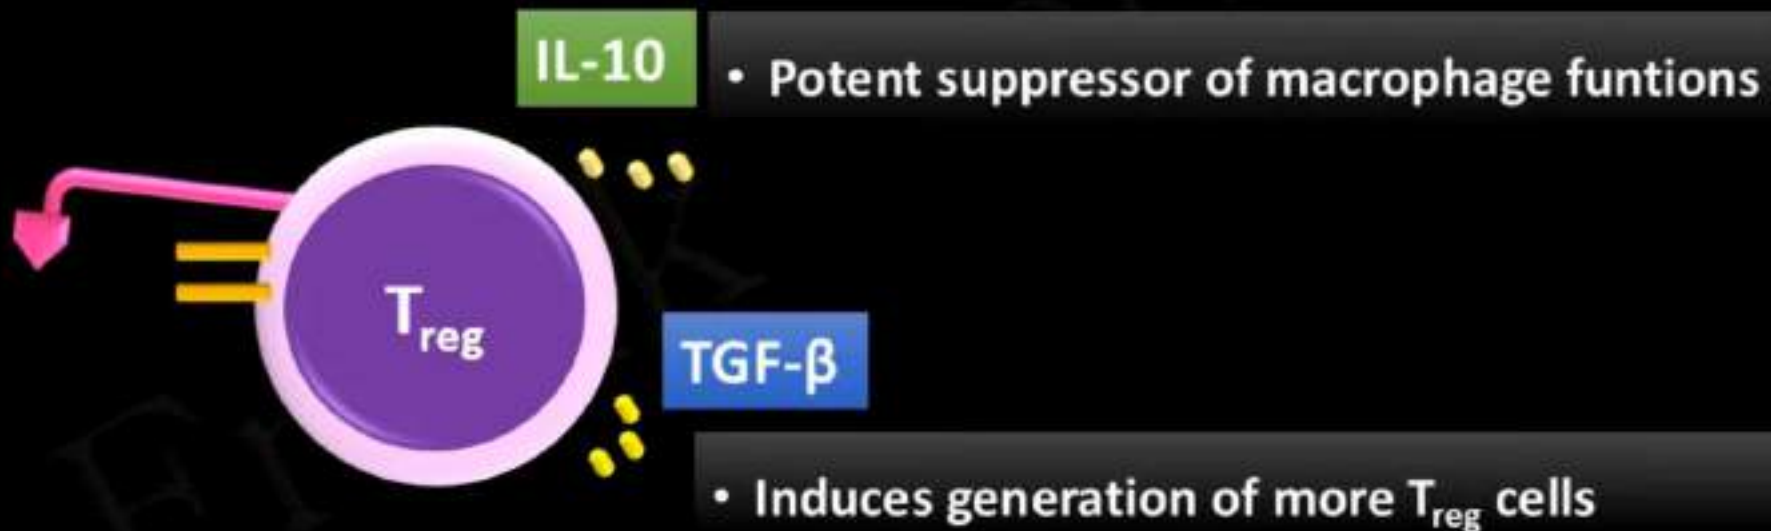 IL-10
• Potent suppressor of macrophage funtions
Treg
TGF-β
• Induces generation of more Treg cells